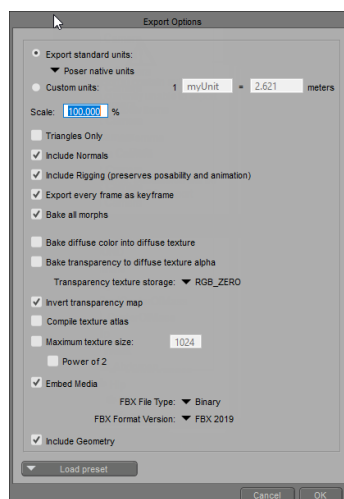 Export Options
Export standard units:
Poser native units
Custom units: 1 myUnit = 2.621 meters
Scale: 100.000 %
Triangles Only
Include Normals
Include Rigging (preserves posability and animation)
Export every frame as keyframe
Bake all morphs
Bake diffuse color into diffuse texture
Bake transparency to diffuse texture alpha
Transparency texture storage: RGB_ZERO
Invert transparency map
Compile texture atlas
Maximum texture size: 1024
Power of 2
Embed Media
FBX File Type: Binary
FBX Format Version: FBX 2019
Include Geometry
Load preset
Cancel OK